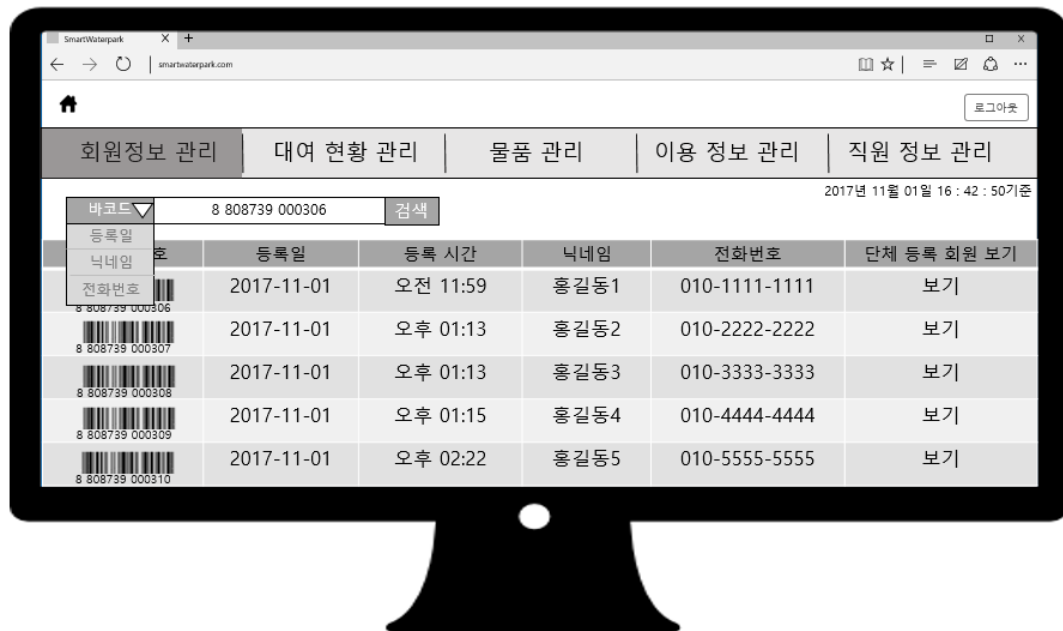 SmartWaterpark X +
smartwaterpark.com
로그아웃
회원정보 관리 대여 현황 관리 물품 관리 이용 정보 관리 직원 정보 관리
2017년 11월 01일 16 : 42 : 50기준
바코드 8 808739 000306 검색
등록일
닉네임
전화번호
호 등록일 등록 시간 닉네임 전화번호 단체 등록 회원 보기
2017-11-01 오전 11:59 홍길동1 010-1111-1111 보기
8 808739 000306
2017-11-01 오후 01:13 홍길동2 010-2222-2222 보기
8 808739 000307
2017-11-01 오후 01:13 홍길동3 010-3333-3333 보기
8 808739 000308
2017-11-01 오후 01:15 홍길동4 010-4444-4444 보기
8 808739 000309
2017-11-01 오후 02:22 홍길동5 010-5555-5555 보기
8 808739 000310